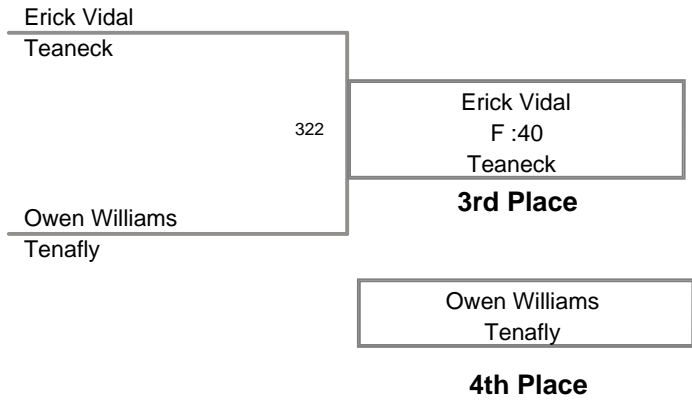 Erick Vidal
Teaneck
322
Erick Vidal
F :40
Teaneck
3rd Place
Owen Williams
Tenafly
Owen Williams
Tenafly
4th Place